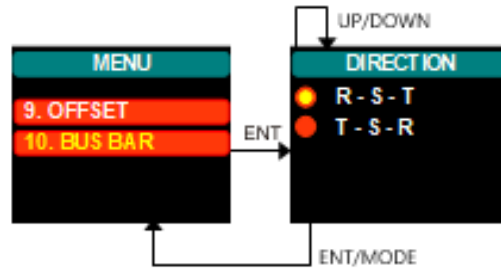 UP/DOWN
MENU
9. OFFSET
10. BUS BAR
ENT
DIRECTION
R - S - T
T - S - R
ENT/MODE